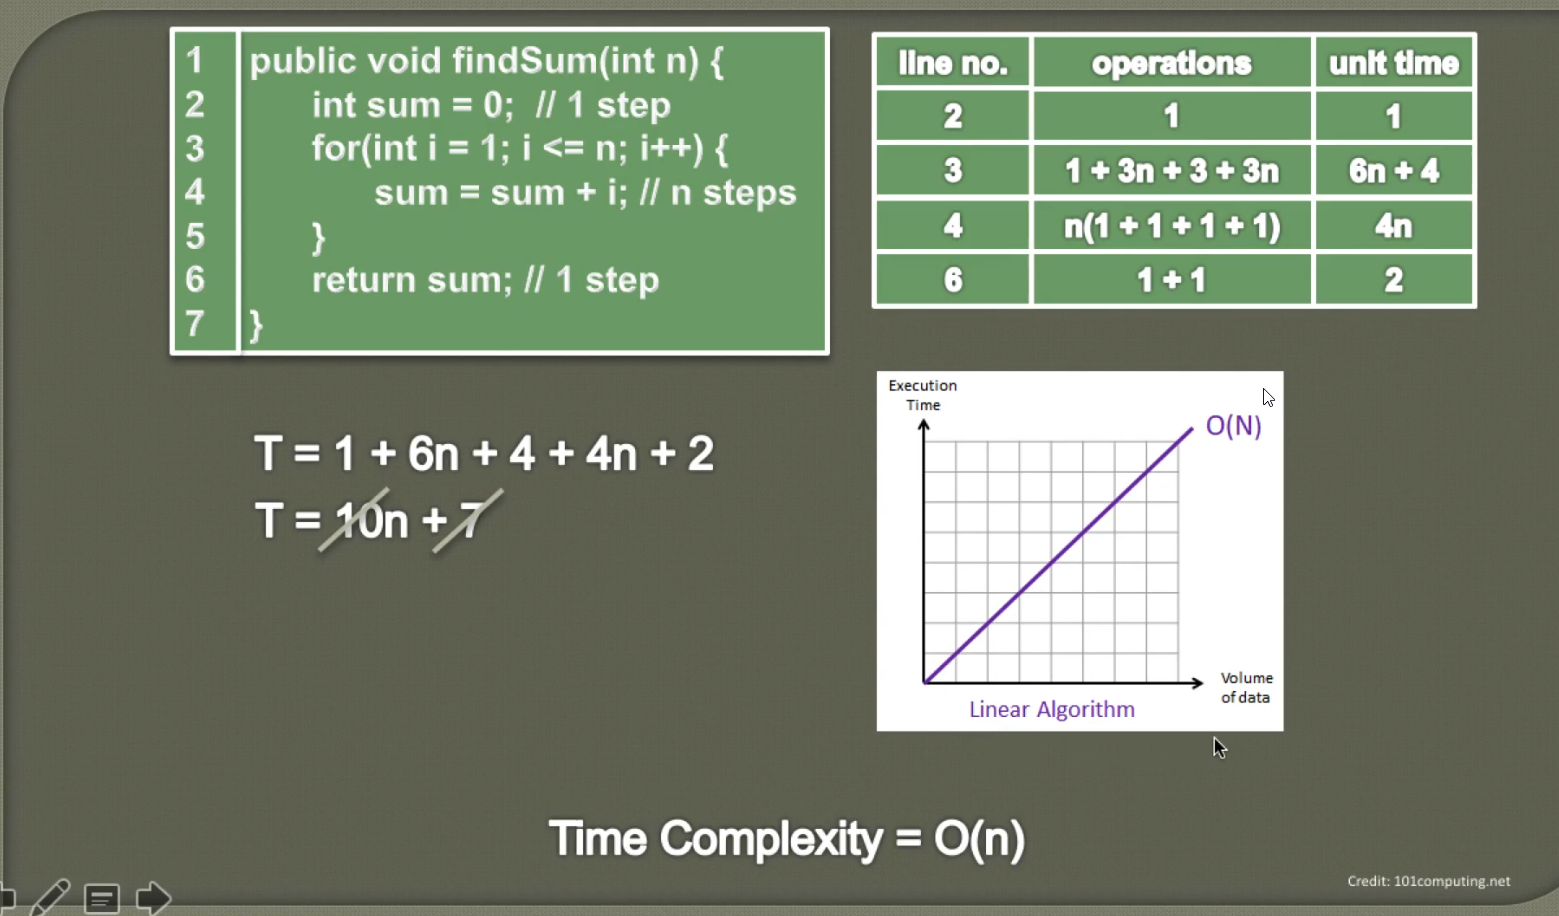 1 public void findSum(int n) {
2 int sum = 0; // 1 step
3 for(int i = 1; i <= n; i++) {
4 sum = sum + i; // n steps
5 }
6 return sum; // 1 step
7 }
line no. operations unit time
2 1 1
3 1 + 3n + 3 + 3n 6n + 4
4 n(1 + 1 + 1 + 1) 4n
6 1 + 1 2
T = 1 + 6n + 4 + 4n + 2
T = 10n + 7
Execution
Time
O(N)
Volume
of data
Linear Algorithm
Time Complexity = O(n)
Credit: 101computing.net